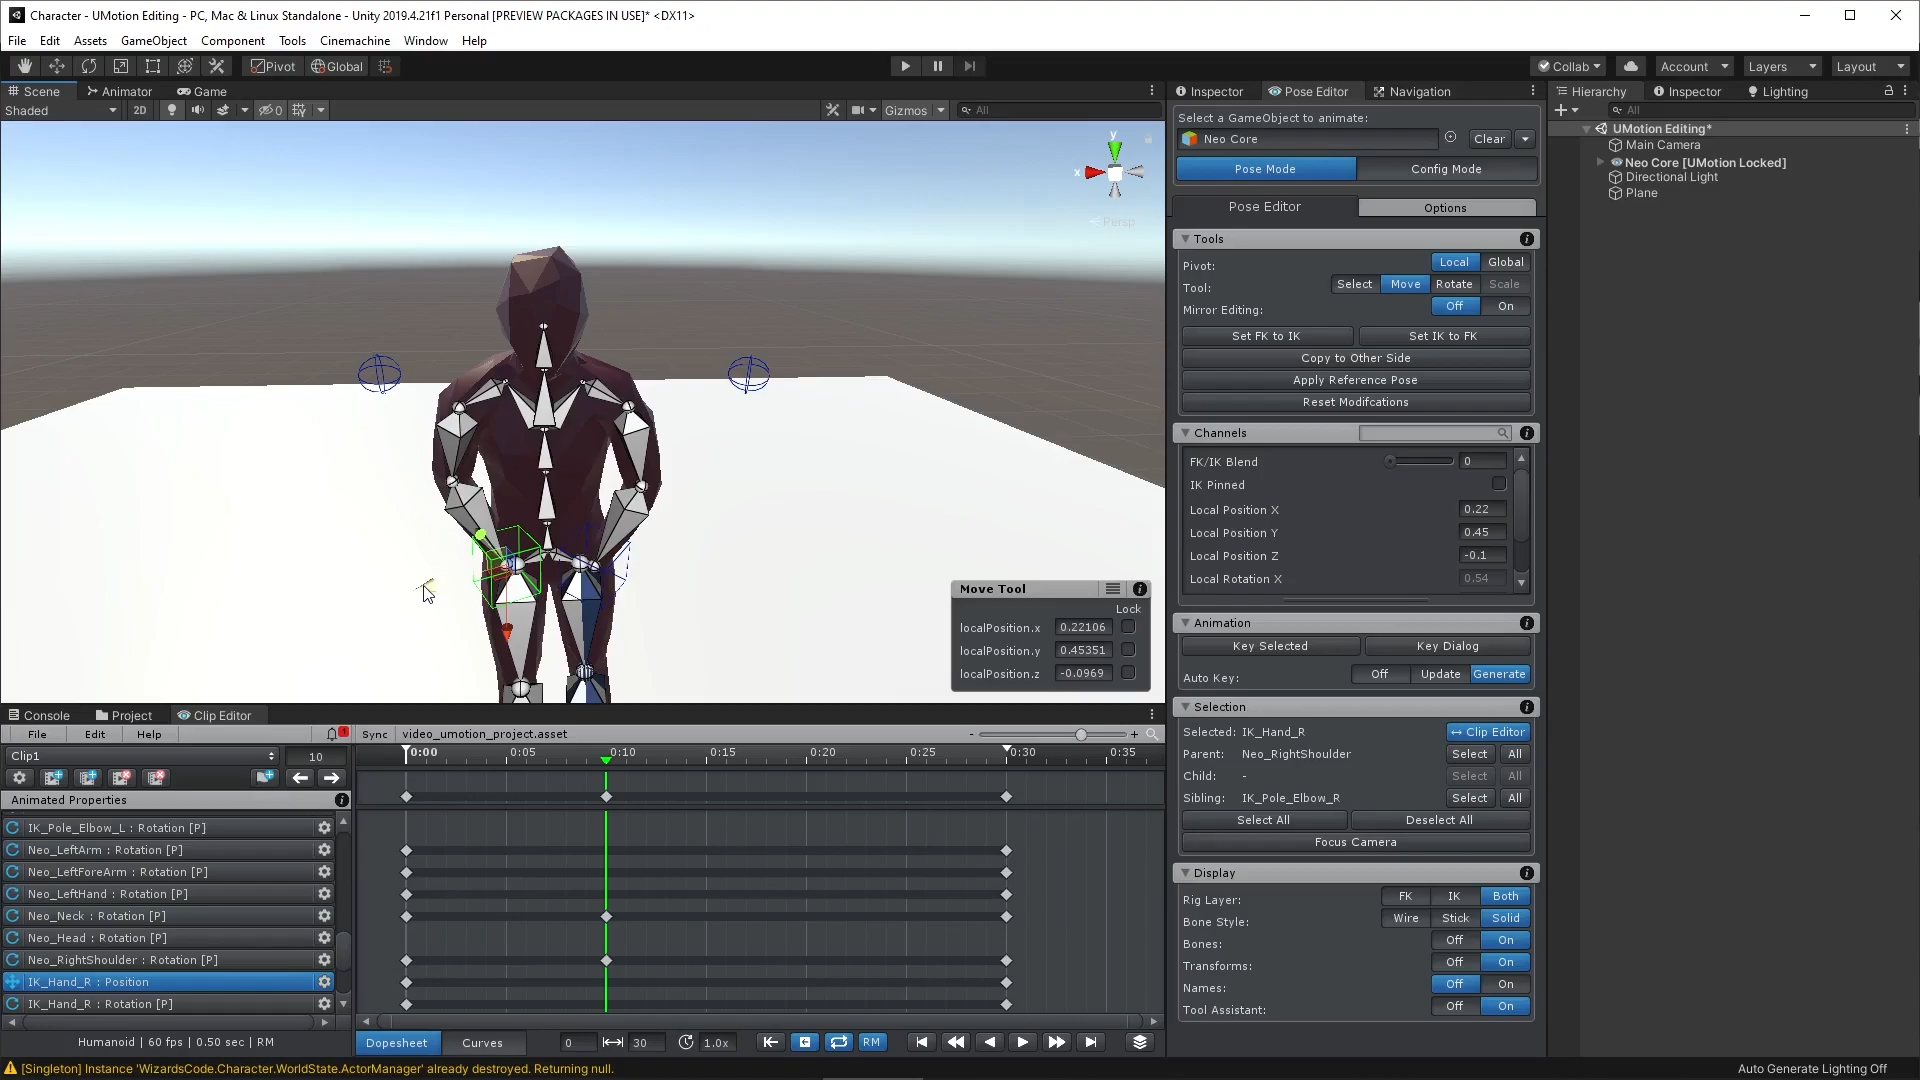 Character - UMotion Editing - PC, Mac & Linux Standalone - Unity 2019.4.21f1 Personal [PREVIEW PACKAGES IN USE]* <DX11>
File Edit Assets GameObject Component Tools Cinemachine Window Help
Pivot Global Collab Account Layers Layout
Scene Animator Game
Shaded 2D 0 Gizmos All
y
x
Persp
Move Tool
Lock
localPosition.x 0.22106
localPosition.y 0.45351
localPosition.z -0.0969
Inspector Pose Editor Navigation
Select a GameObject to animate:
Neo Core Clear
Pose Mode Config Mode
Pose Editor Options
Tools
Pivot: Local Global
Tool: Select Move Rotate Scale
Mirror Editing: Off On
Set FK to IK Set IK to FK
Copy to Other Side
Apply Reference Pose
Reset Modifcations
Channels
FK/IK Blend 0
IK Pinned
Local Position X 0.22
Local Position Y 0.45
Local Position Z -0.1
Local Rotation X 0.54
Animation
Key Selected Key Dialog
Auto Key: Off Update Generate
Selection
Selected: IK_Hand_R Clip Editor
Parent: Neo_RightShoulder Select All
Child: - Select All
Sibling: IK_Pole_Elbow_R Select All
Select All Deselect All
Focus Camera
Display
Rig Layer: FK IK Both
Bone Style: Wire Stick Solid
Bones: Off On
Transforms: Off On
Names: Off On
Tool Assistant: Off On
Hierarchy Inspector Lighting
All
UMotion Editing*
Main Camera
Neo Core [UMotion Locked]
Directional Light
Plane
Console Project Clip Editor
File Edit Help 1 Sync video_umotion_project.asset - +
Clip1 10
0:00 0:05 0:10 0:15 0:20 0:25 0:30 0:35
Animated Properties
IK_Pole_Elbow_L : Rotation [P]
Neo_LeftArm : Rotation [P]
Neo_LeftForeArm : Rotation [P]
Neo_LeftHand : Rotation [P]
Neo_Neck : Rotation [P]
Neo_Head : Rotation [P]
Neo_RightShoulder : Rotation [P]
IK_Hand_R : Position
IK_Hand_R : Rotation [P]
Humanoid | 60 fps | 0.50 sec | RM
Dopesheet Curves 0 30 1.0x RM
[Singleton] Instance 'WizardsCode.Character.WorldState.ActorManager' already destroyed. Returning null.
Auto Generate Lighting Off